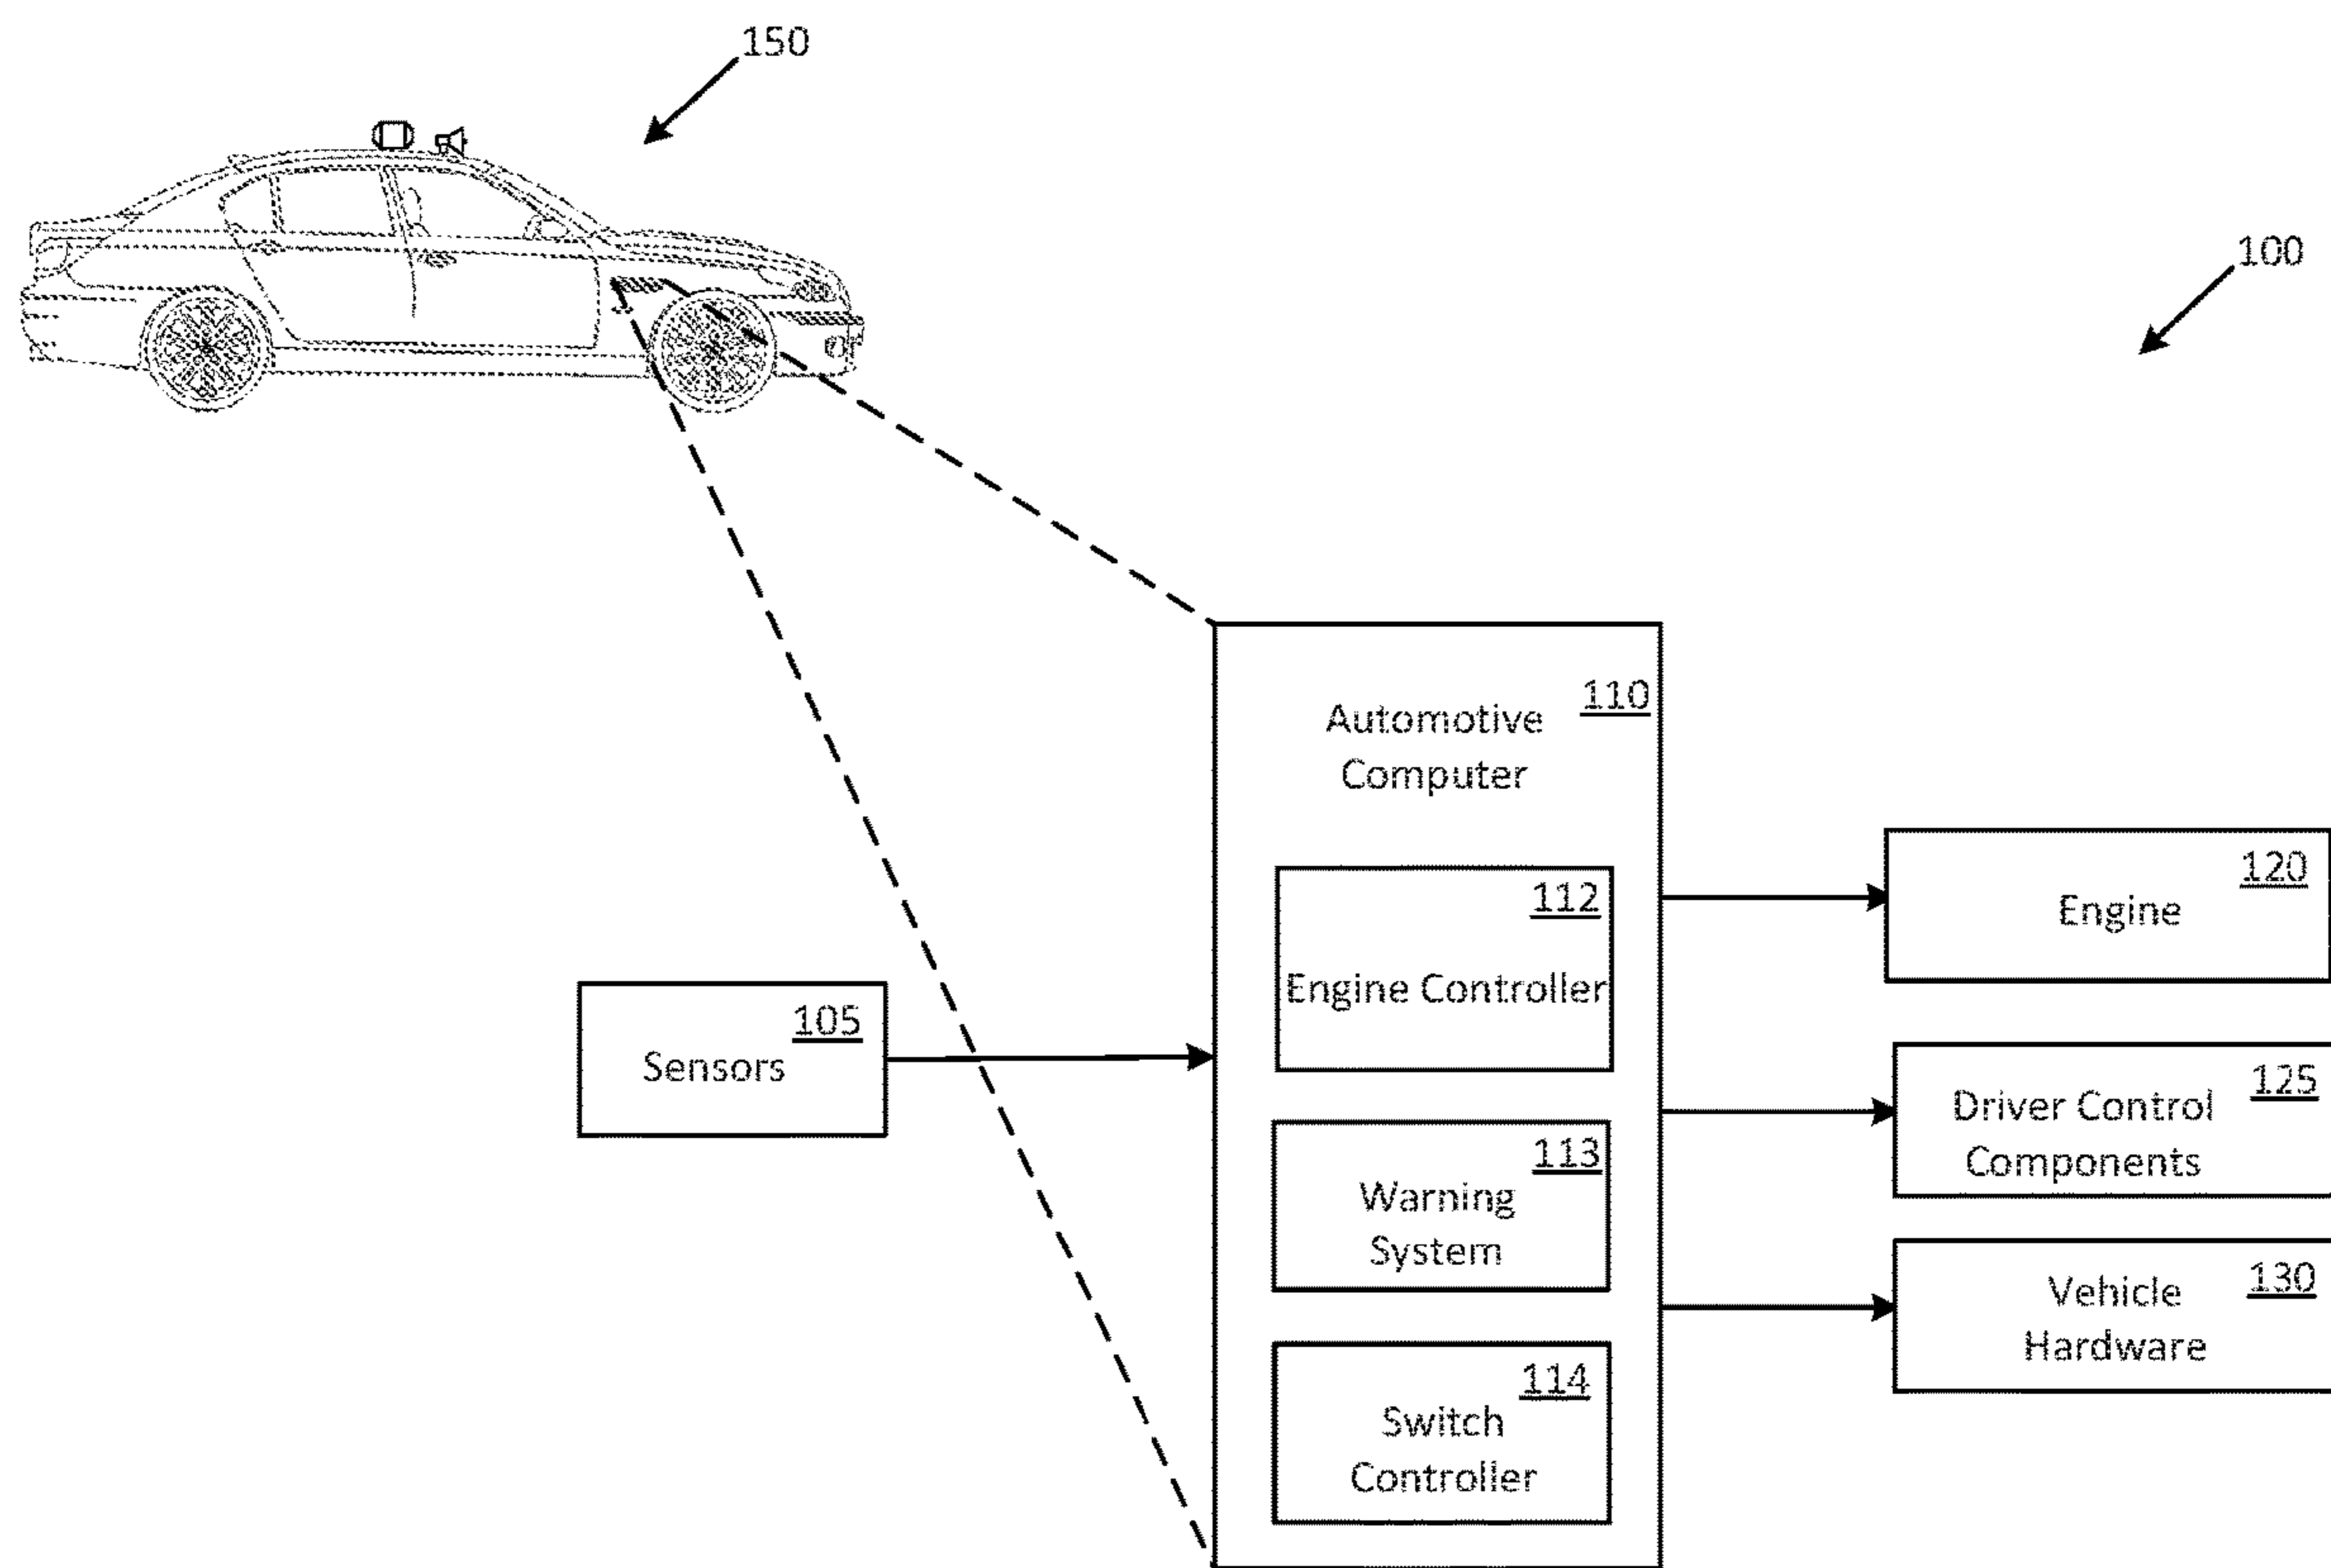 150
100
110
Automotive
Computer
112
Engine Controller
113
Warning
System
114
Switch
Controller
105
Sensors
120
Engine
125
Driver Control
Components
130
Vehicle
Hardware